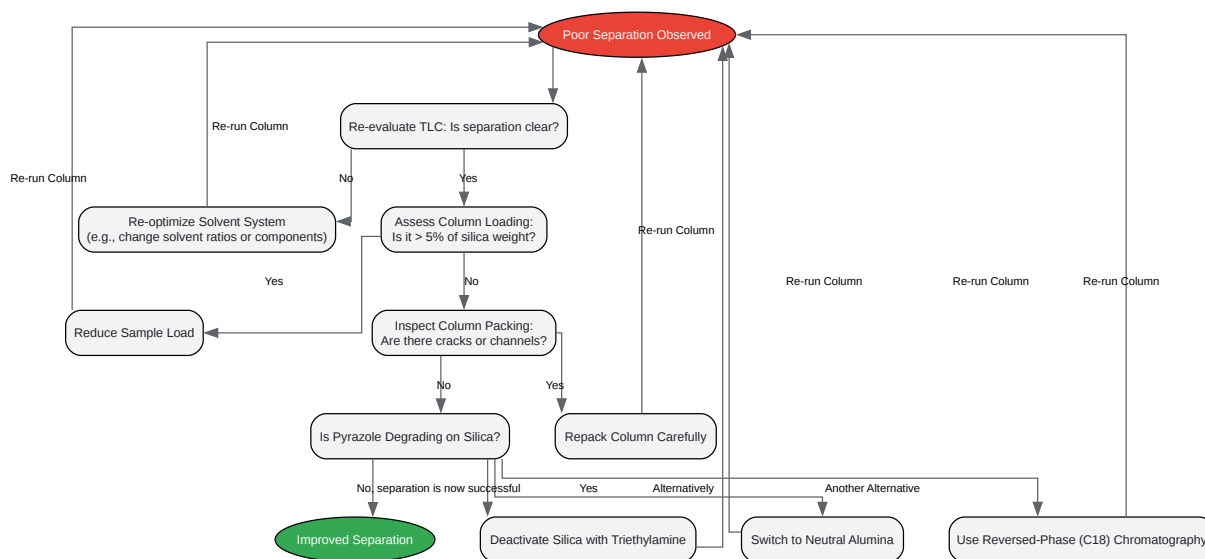 Poor Separation Observed
Re-evaluate TLC: Is separation clear?
Re-run Column
Re-run Column
No
Yes
Re-optimize Solvent System
(e.g., change solvent ratios or components)
Assess Column Loading:
Is it > 5% of silica weight?
Re-run Column
Yes
No
Re-run Column
Re-run Column
Re-run Column
Reduce Sample Load
Inspect Column Packing:
Are there cracks or channels?
No
Yes
Is Pyrazole Degrading on Silica?
Repack Column Carefully
No, separation is now successful
Yes
Alternatively
Another Alternative
Improved Separation
Deactivate Silica with Triethylamine
Switch to Neutral Alumina
Use Reversed-Phase (C18) Chromatography